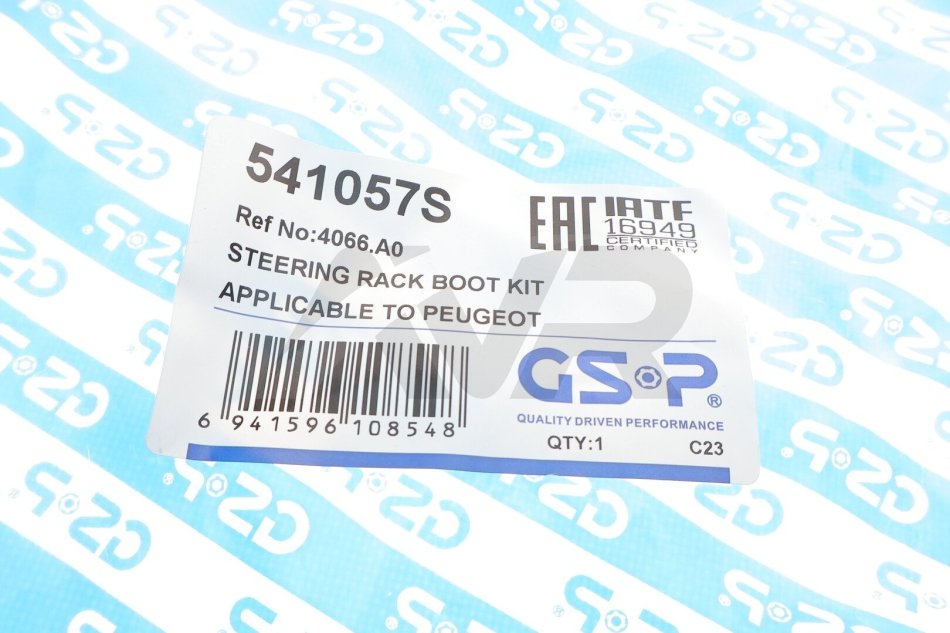 541057S
Ref No:4066.A0
STEERING RACK BOOT KIT
APPLICABLE TO PEUGEOT
EAC
IATF
16949
CERTIFIED
COMPANY
6 941596 108548
GSP®
QUALITY DRIVEN PERFORMANCE
QTY:1
C23